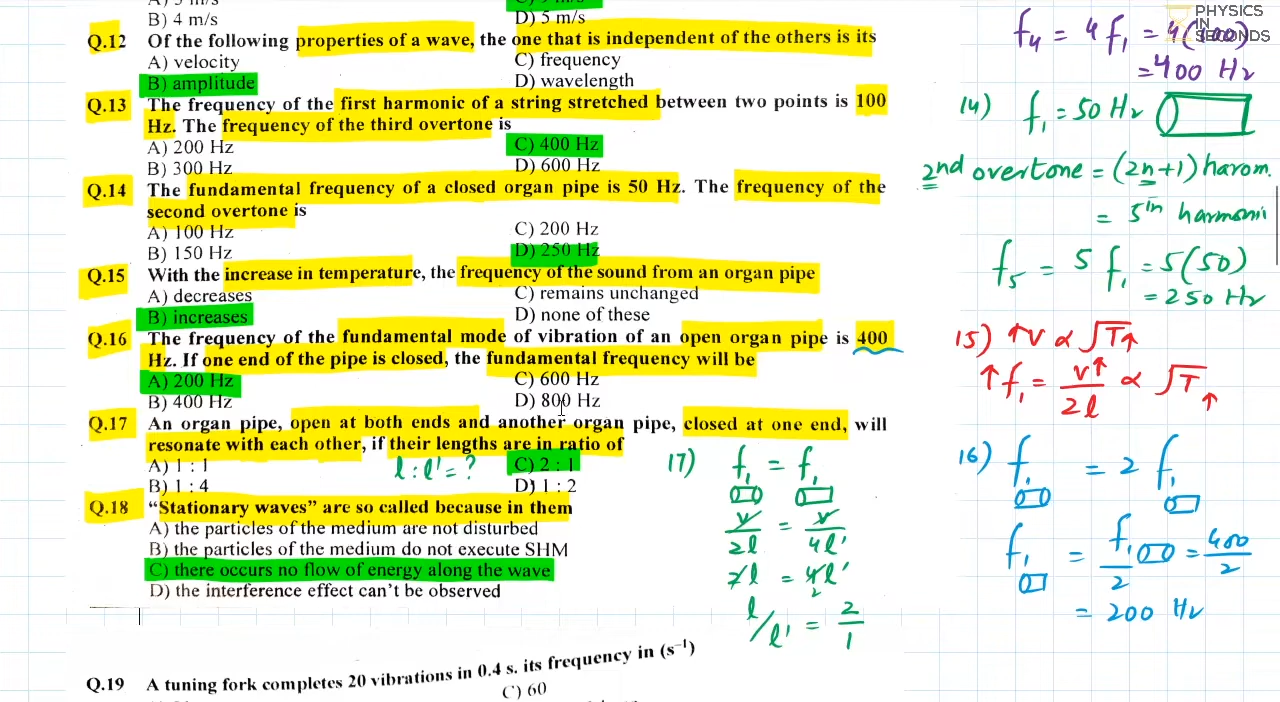 B) 4 m/s
D) 5 m/s
Q.12 Of the following properties of a wave, the one that is independent of the others is its
A) velocity
C) frequency
B) amplitude
D) wavelength
Q.13 The frequency of the first harmonic of a string stretched between two points is 100
Hz. The frequency of the third overtone is
A) 200 Hz
C) 400 Hz
B) 300 Hz
D) 600 Hz
Q.14 The fundamental frequency of a closed organ pipe is 50 Hz. The frequency of the
second overtone is
A) 100 Hz
C) 200 Hz
B) 150 Hz
D) 250 Hz
Q.15 With the increase in temperature, the frequency of the sound from an organ pipe
A) decreases
C) remains unchanged
B) increases
D) none of these
Q.16 The frequency of the fundamental mode of vibration of an open organ pipe is 400
Hz. If one end of the pipe is closed, the fundamental frequency will be
A) 200 Hz
C) 600 Hz
B) 400 Hz
D) 800 Hz
Q.17 An organ pipe, open at both ends and another organ pipe, closed at one end, will
resonate with each other, if their lengths are in ratio of
A) 1 : 1
l : l' = ?
C) 2 : 1
B) 1 : 4
D) 1 : 2
Q.18 “Stationary waves” are so called because in them
A) the particles of the medium are not disturbed
B) the particles of the medium do not execute SHM
C) there occurs no flow of energy along the wave
D) the interference effect can’t be observed
Q.19 A tuning fork completes 20 vibrations in 0.4 s. its frequency in (s⁻¹)
C) 60
PHYSICS
IN
SECONDS
f₄ = 4 f₁ = 4(100)
= 400 Hz
14) f₁ = 50 Hz
2nd overtone = (2n+1) harom.
= 5th harmoni
f₅ = 5 f₁ = 5(50)
= 250 Hz
15) ↑V ∝ √T↑
↑f₁ = V↑/2l ∝ √T↑
16) f₁ = 2 f₁
f₁ = f₁/2 = 400/2
= 200 Hz
17) f₁ = f₁
v/2l = v/4l'
2l = 4l'
2
l/l' = 2/1